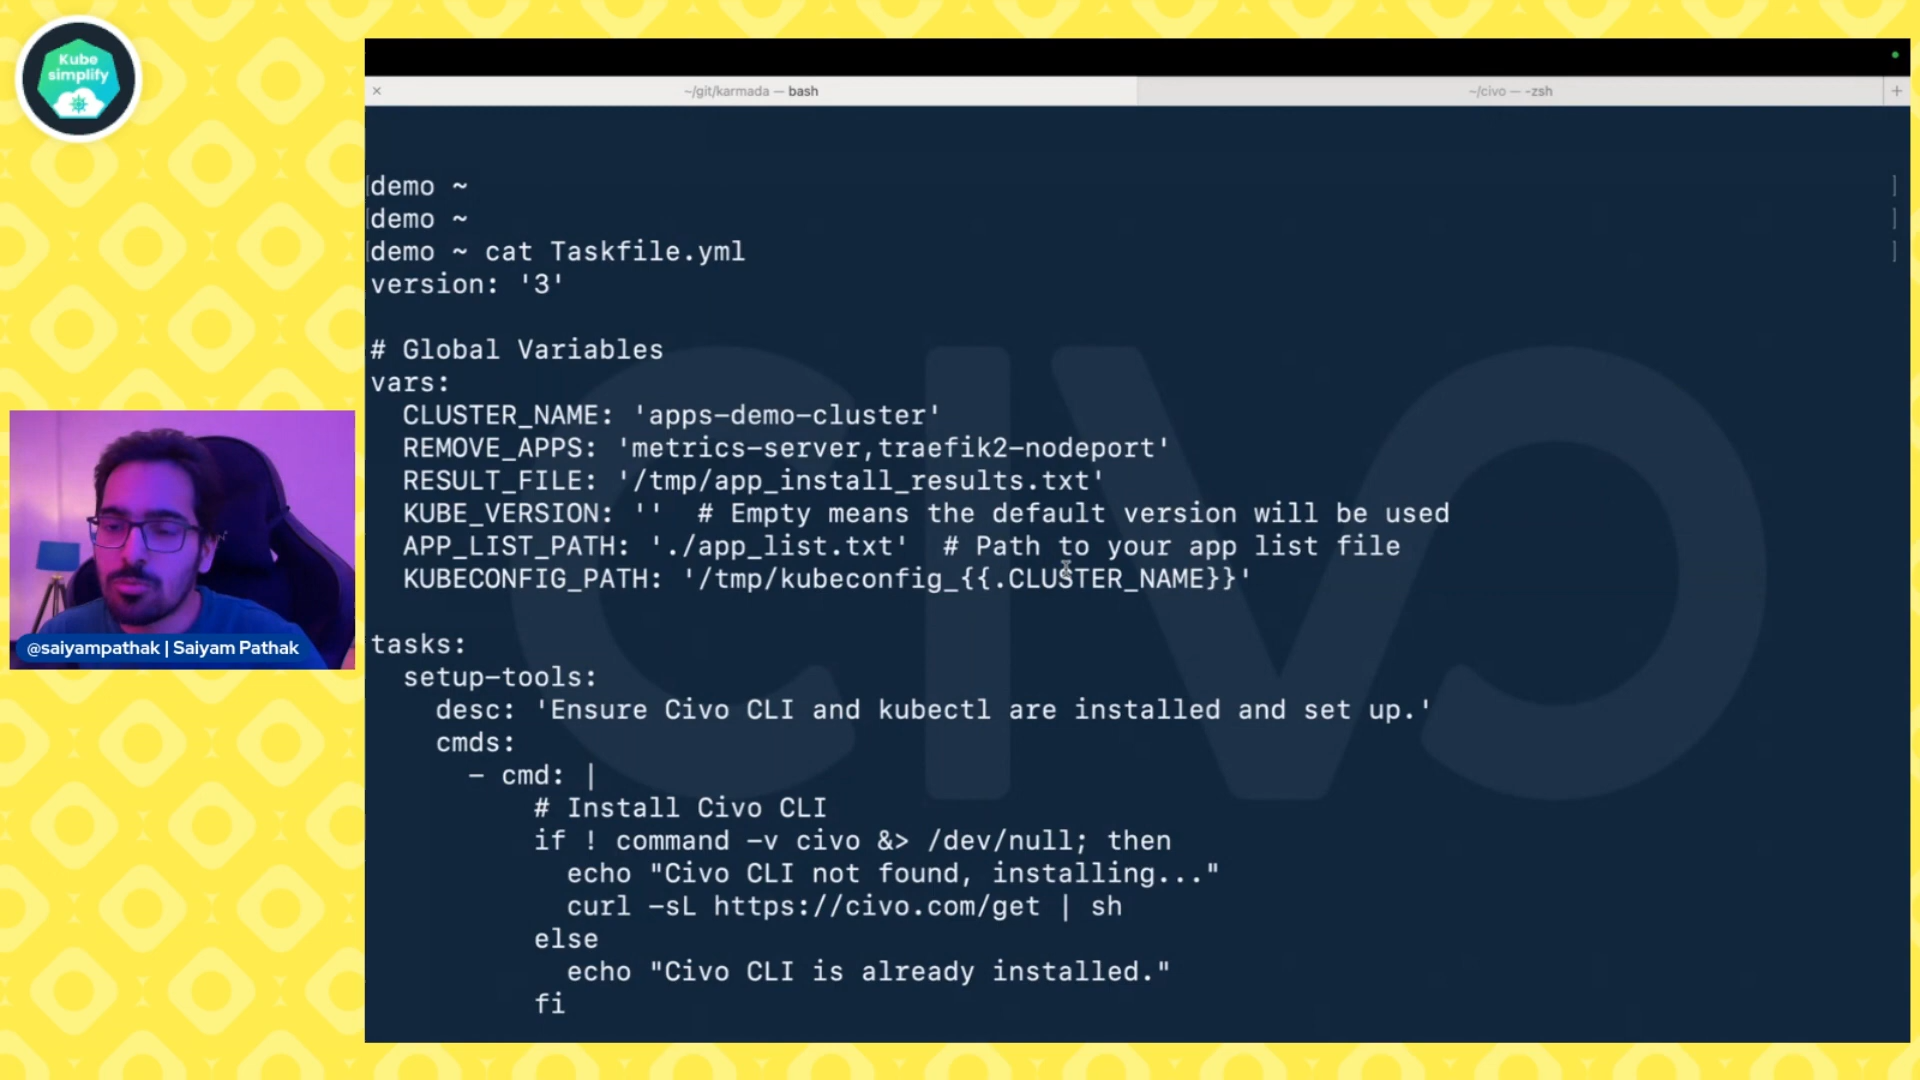 Kube
simplify
~/git/karmada — bash
~/civo — -zsh
demo ~
demo ~
demo ~ cat Taskfile.yml
version: '3'
# Global Variables
vars:
CLUSTER_NAME: 'apps-demo-cluster'
REMOVE_APPS: 'metrics-server,traefik2-nodeport'
RESULT_FILE: '/tmp/app_install_results.txt'
KUBE_VERSION: '' # Empty means the default version will be used
APP_LIST_PATH: './app_list.txt' # Path to your app list file
KUBECONFIG_PATH: '/tmp/kubeconfig_{{.CLUSTER_NAME}}'
tasks:
setup-tools:
desc: 'Ensure Civo CLI and kubectl are installed and set up.'
cmds:
- cmd: |
# Install Civo CLI
if ! command -v civo &> /dev/null; then
echo "Civo CLI not found, installing..."
curl -sL https://civo.com/get | sh
else
echo "Civo CLI is already installed."
fi
CIVO
@saiyampathak | Saiyam Pathak